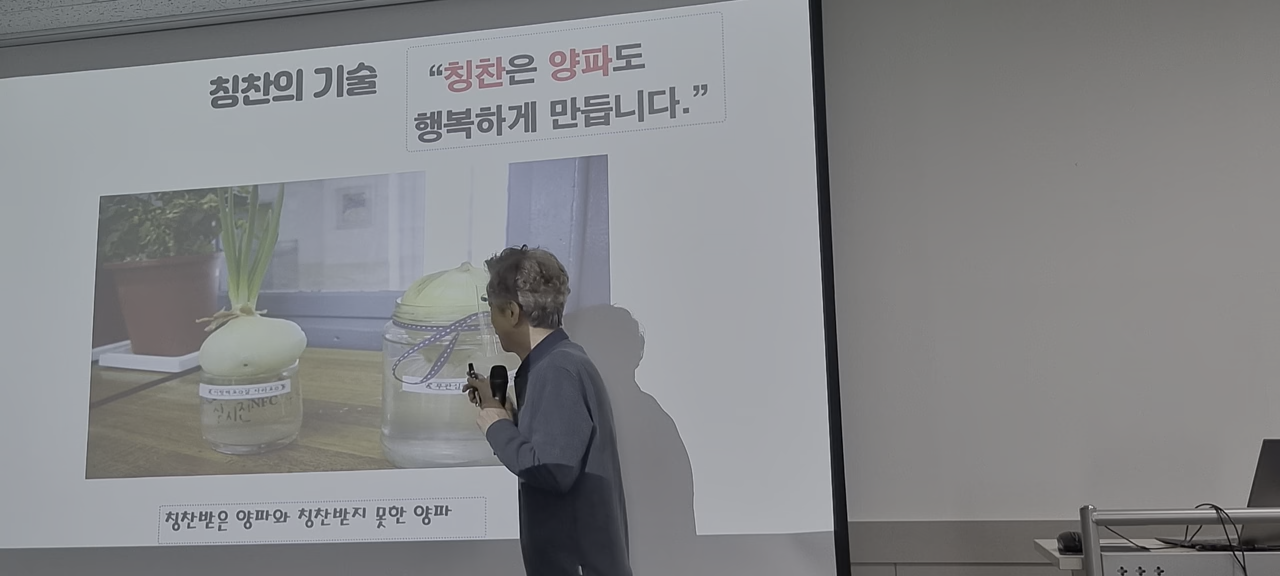 칭찬의 기술
“칭찬은 양파도
행복하게 만듭니다.”
NFC
칭찬받은 양파와 칭찬받지 못한 양파